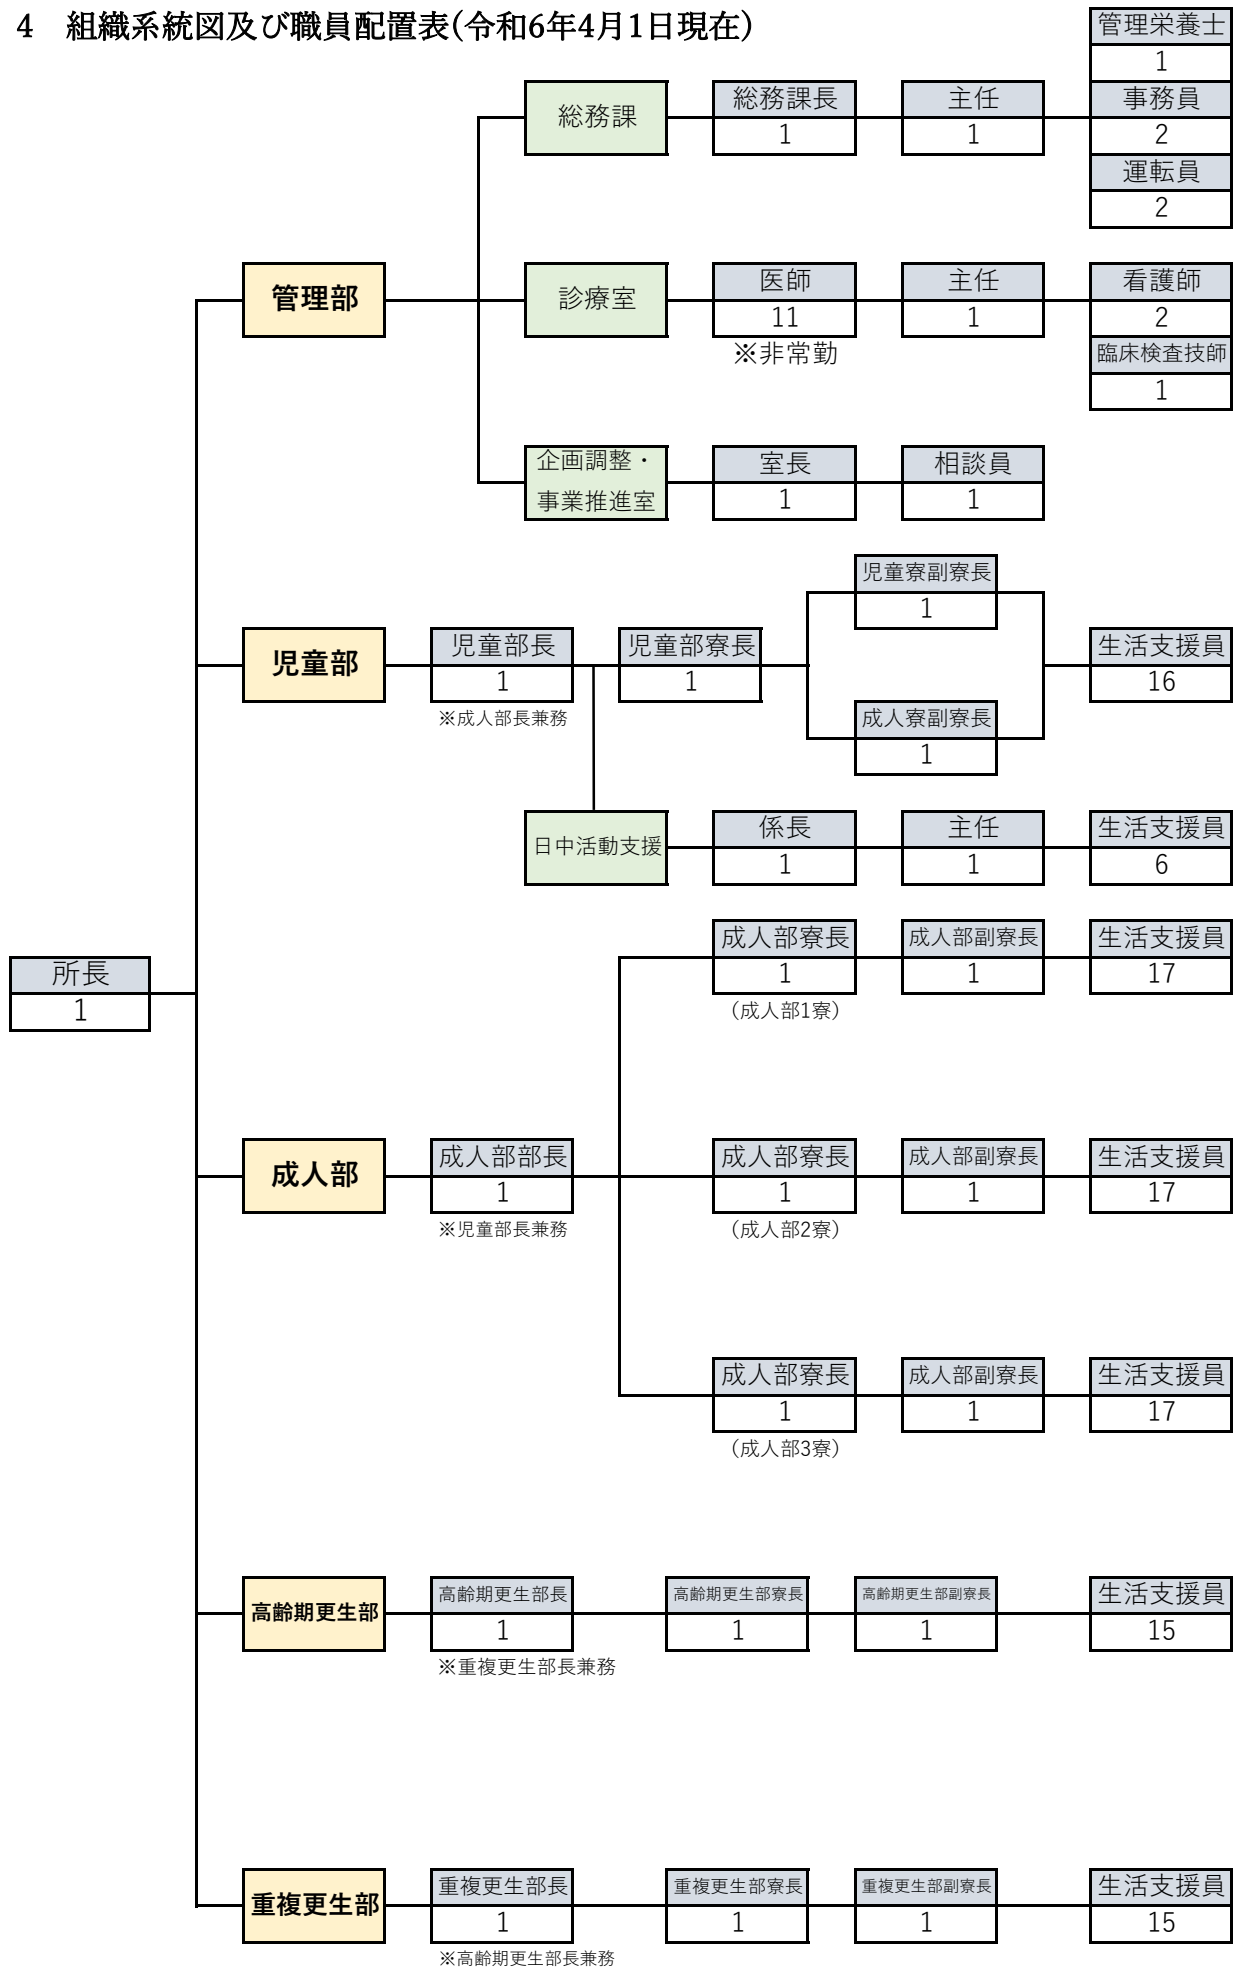 4 組織系統図及び職員配置表(令和6年4月1日現在)
管理栄養士
1
総務課
総務課長
1
主任
1
事務員
2
運転員
2
管理部
診療室
医師
11
※非常勤
主任
1
看護師
2
臨床検査技師
1
企画調整・
事業推進室
室長
1
相談員
1
児童部
児童部長
1
※成人部長兼務
児童部寮長
1
児童寮副寮長
1
成人寮副寮長
1
生活支援員
16
日中活動支援
係長
1
主任
1
生活支援員
6
所長
1
成人部寮長
1
(成人部1寮)
成人部副寮長
1
生活支援員
17
成人部
成人部部長
1
※児童部長兼務
成人部寮長
1
(成人部2寮)
成人部副寮長
1
生活支援員
17
成人部寮長
1
(成人部3寮)
成人部副寮長
1
生活支援員
17
高齢期更生部
高齢期更生部長
1
※重複更生部長兼務
高齢期更生部寮長
1
高齢期更生部副寮長
1
生活支援員
15
重複更生部
重複更生部長
1
※高齢期更生部長兼務
重複更生部寮長
1
重複更生部副寮長
1
生活支援員
15